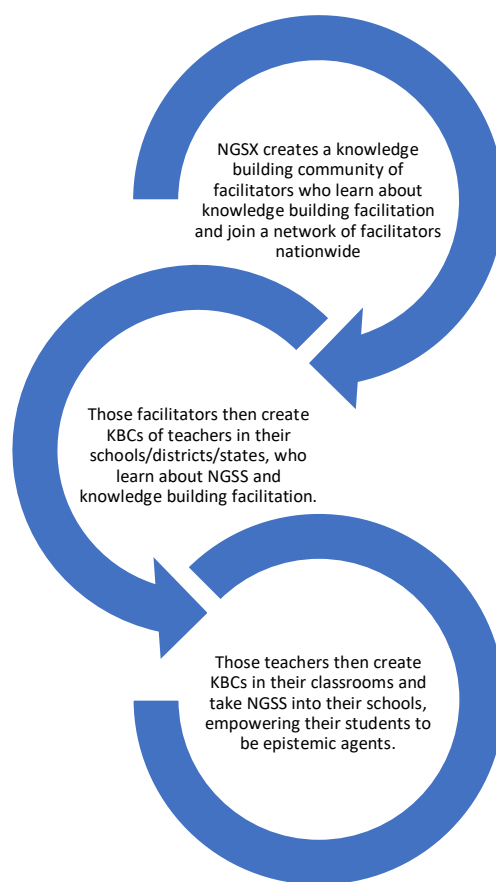 NGSX creates a knowledge
building community of
facilitators who learn about
knowledge building facilitation
and join a network of facilitators
nationwide
Those facilitators then create
KBCs of teachers in their
schools/districts/states, who
learn about NGSS and
knowledge building facilitation.
Those teachers then create
KBCs in their classrooms and
take NGSS into their schools,
empowering their students to
be epistemic agents.